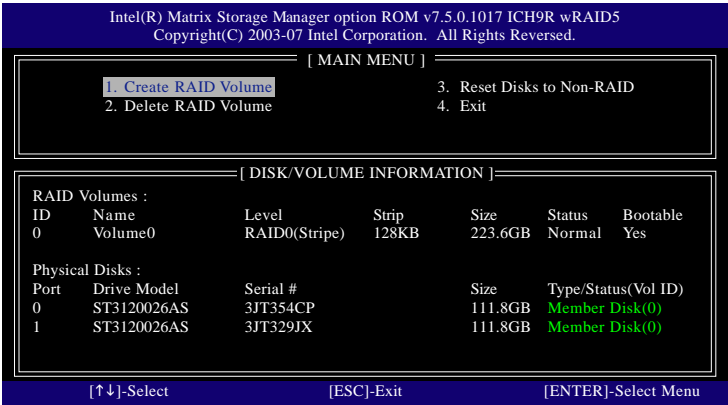 Intel(R) Matrix Storage Manager option ROM v7.5.0.1017 ICH9R wRAID5
Copyright(C) 2003-07 Intel Corporation. All Rights Reversed.
[ MAIN MENU ]
1. Create RAID Volume 3. Reset Disks to Non-RAID
2. Delete RAID Volume 4. Exit
[ DISK/VOLUME INFORMATION ]
RAID Volumes :
ID Name Level Strip Size Status Bootable
0 Volume0 RAID0(Stripe) 128KB 223.6GB Normal Yes
Physical Disks :
Port Drive Model Serial # Size Type/Status(Vol ID)
0 ST3120026AS 3JT354CP 111.8GB Member Disk(0)
1 ST3120026AS 3JT329JX 111.8GB Member Disk(0)
[↑↓]-Select [ESC]-Exit [ENTER]-Select Menu